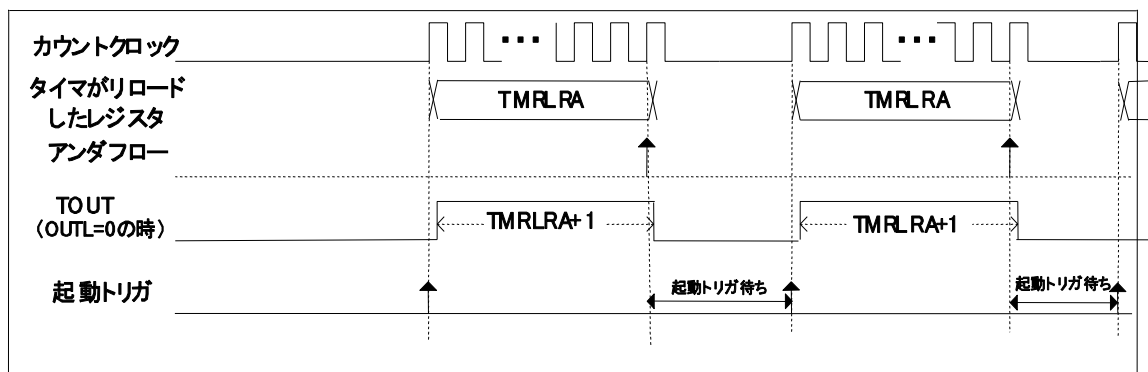 カウントクロック
タイマがリロード
したレジスタ
TMRLRA
TMRLRA
アンダフロー
TOUT
（OUTL=0の時）
TMRLRA+1
TMRLRA+1
起動トリガ
起動トリガ待ち
起動トリガ待ち